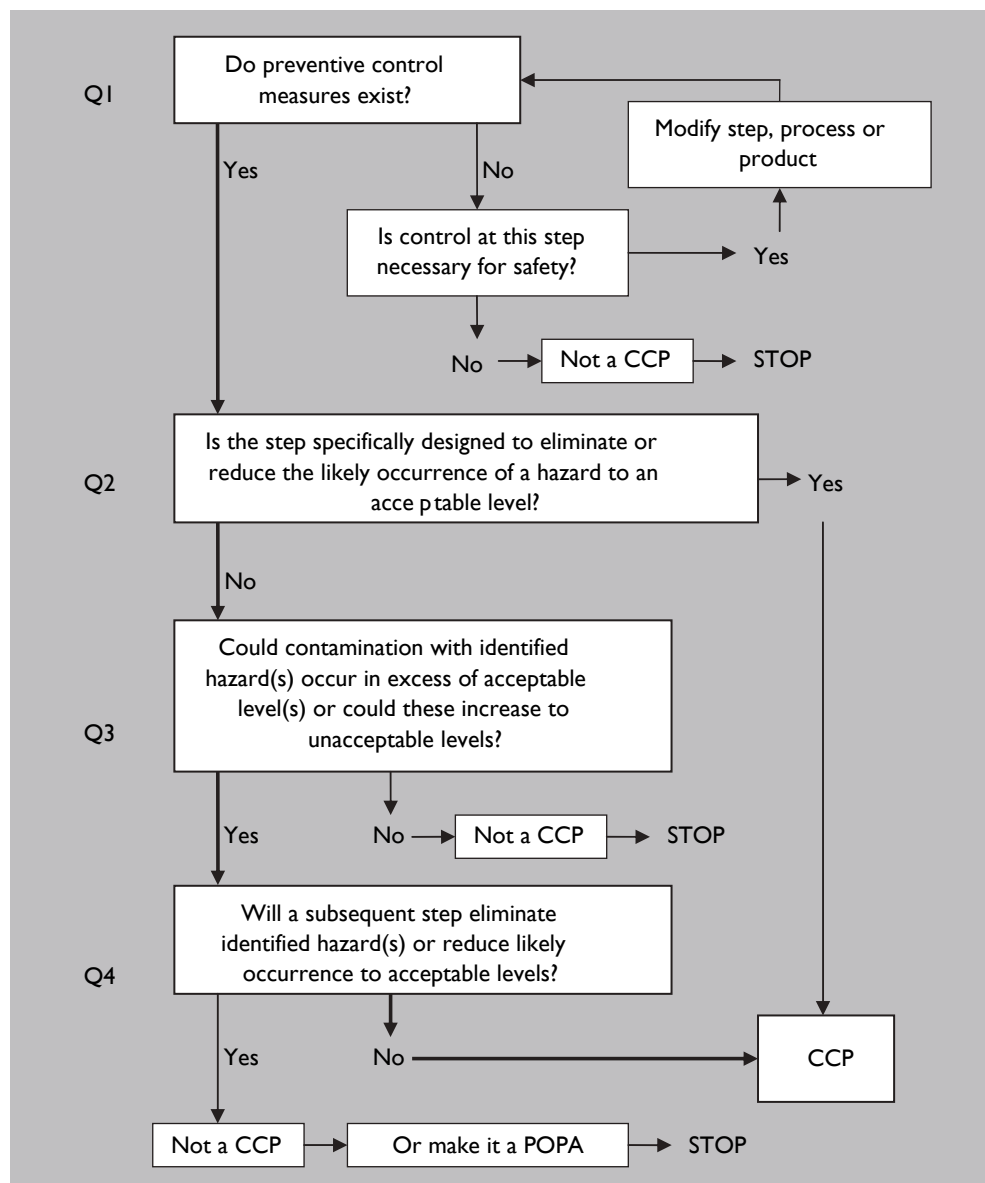 Do preventive control
measures exist?
Q1
Modify step, process or
product
Yes
No
Is control at this step
necessary for safety?
Yes
No
Not a CCP
STOP
Is the step specifically designed to eliminate or
reduce the likely occurrence of a hazard to an
acce p table level?
Q2
Yes
No
Could contamination with identified
hazard(s) occur in excess of acceptable
level(s) or could these increase to
unacceptable levels?
Q3
Yes
No
Not a CCP
STOP
Will a subsequent step eliminate
identified hazard(s) or reduce likely
occurrence to acceptable levels?
Q4
Yes
No
CCP
Not a CCP
Or make it a POPA
STOP